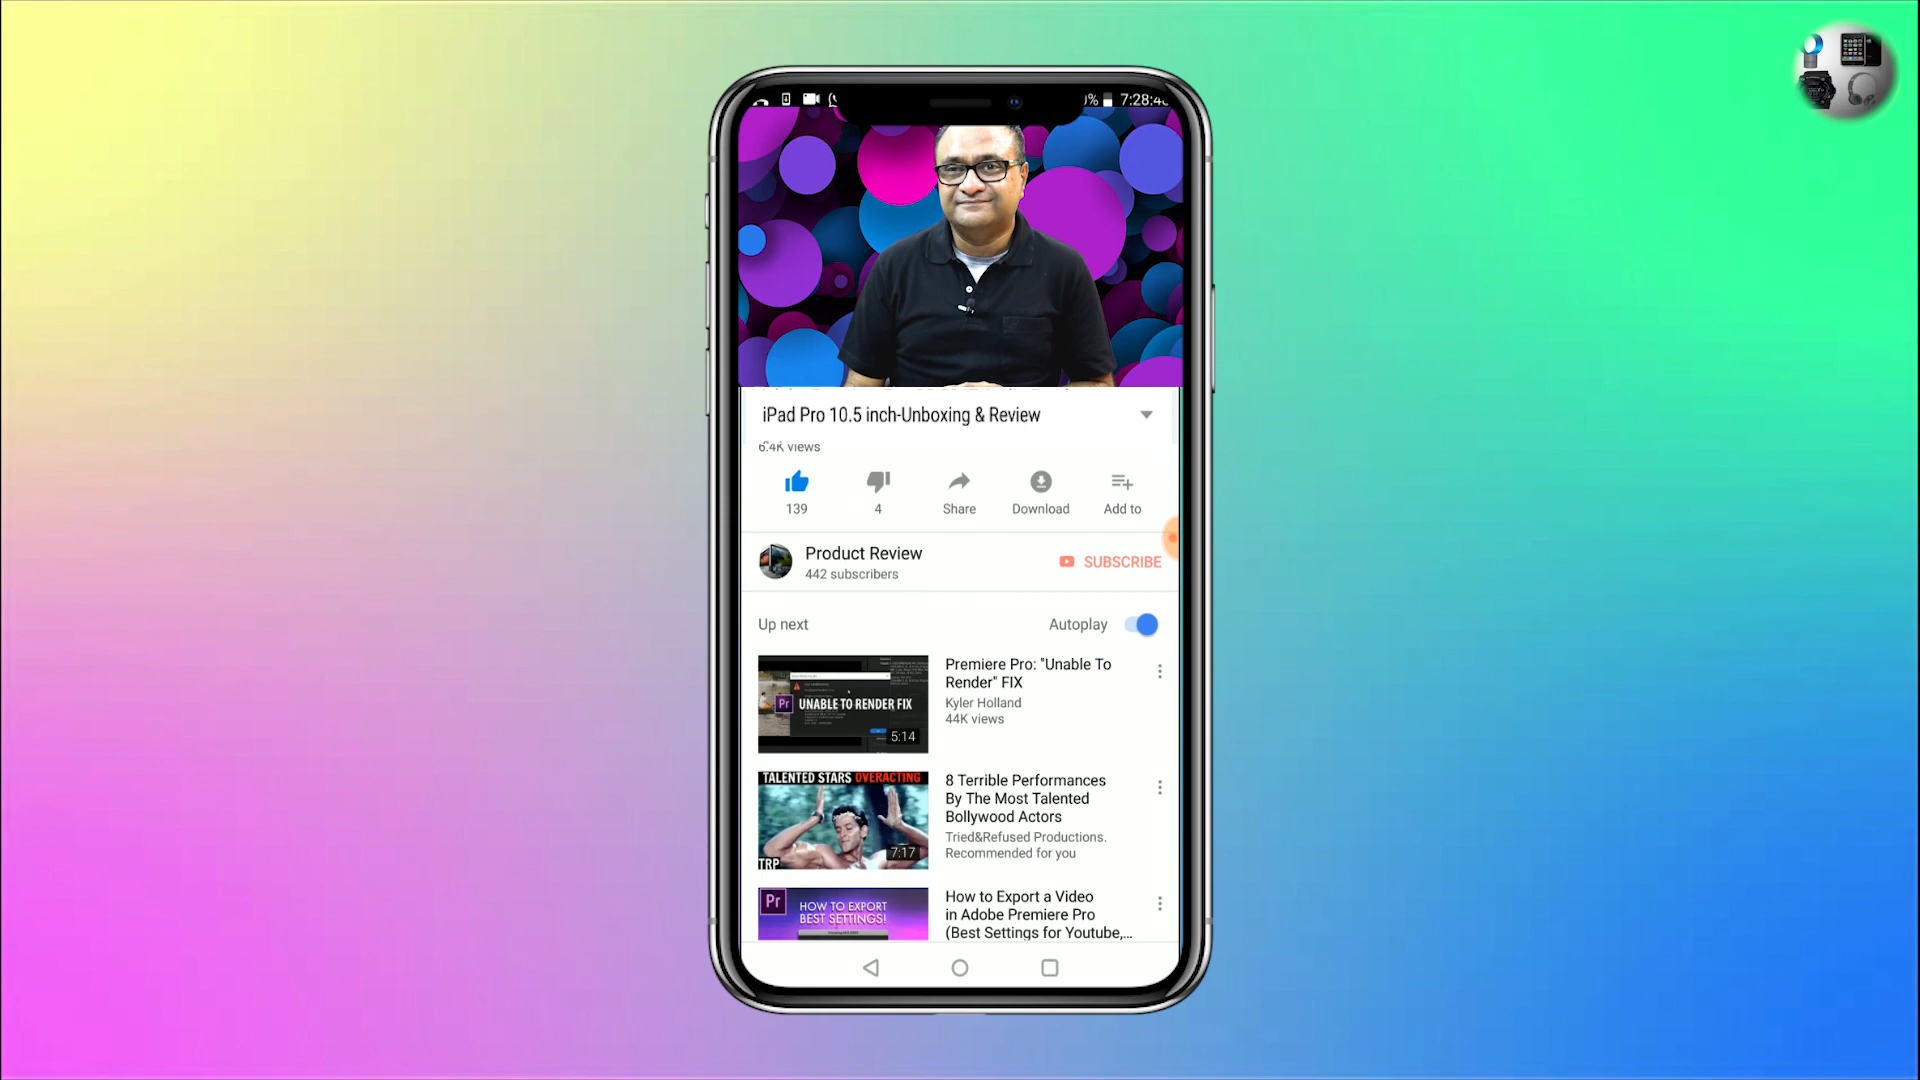 7:28:4
iPad Pro 10.5 inch-Unboxing & Review
6.4K views
139
4
Share
Download
Add to
Product Review
442 subscribers
SUBSCRIBE
Up next
Autoplay
Pr
UNABLE TO RENDER FIX
5:14
Premiere Pro: "Unable To
Render" FIX
Kyler Holland
44K views
TALENTED STARS OVERACTING
TRP
7:17
8 Terrible Performances
By The Most Talented
Bollywood Actors
Tried&Refused Productions.
Recommended for you
Pr
HOW TO EXPORT
BEST SETTINGS!
How to Export a Video
in Adobe Premiere Pro
(Best Settings for Youtube,...